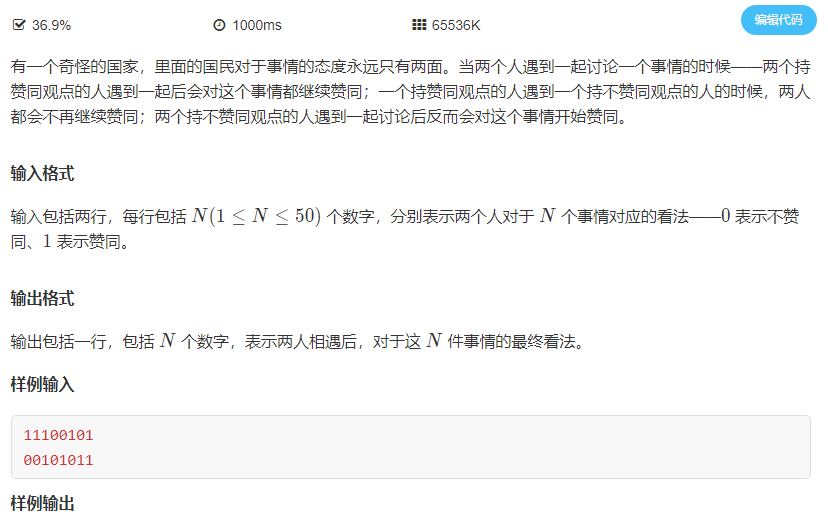 36.9% 1000ms 65536K 编辑代码
有一个奇怪的国家，里面的国民对于事情的态度永远只有两面。当两个人遇到一起讨论一个事情的时候——两个持
赞同观点的人遇到一起后会对这个事情都继续赞同；一个持赞同观点的人遇到一个持不赞同观点的人的时候，两人
都会不再继续赞同；两个持不赞同观点的人遇到一起讨论后反而会对这个事情开始赞同。
输入格式
输入包括两行，每行包括 N(1 ≤ N ≤ 50) 个数字，分别表示两个人对于 N 个事情对应的看法——0 表示不赞
同、1 表示赞同。
输出格式
输出包括一行，包括 N 个数字，表示两人相遇后，对于这 N 件事情的最终看法。
样例输入
11100101
00101011
样例输出